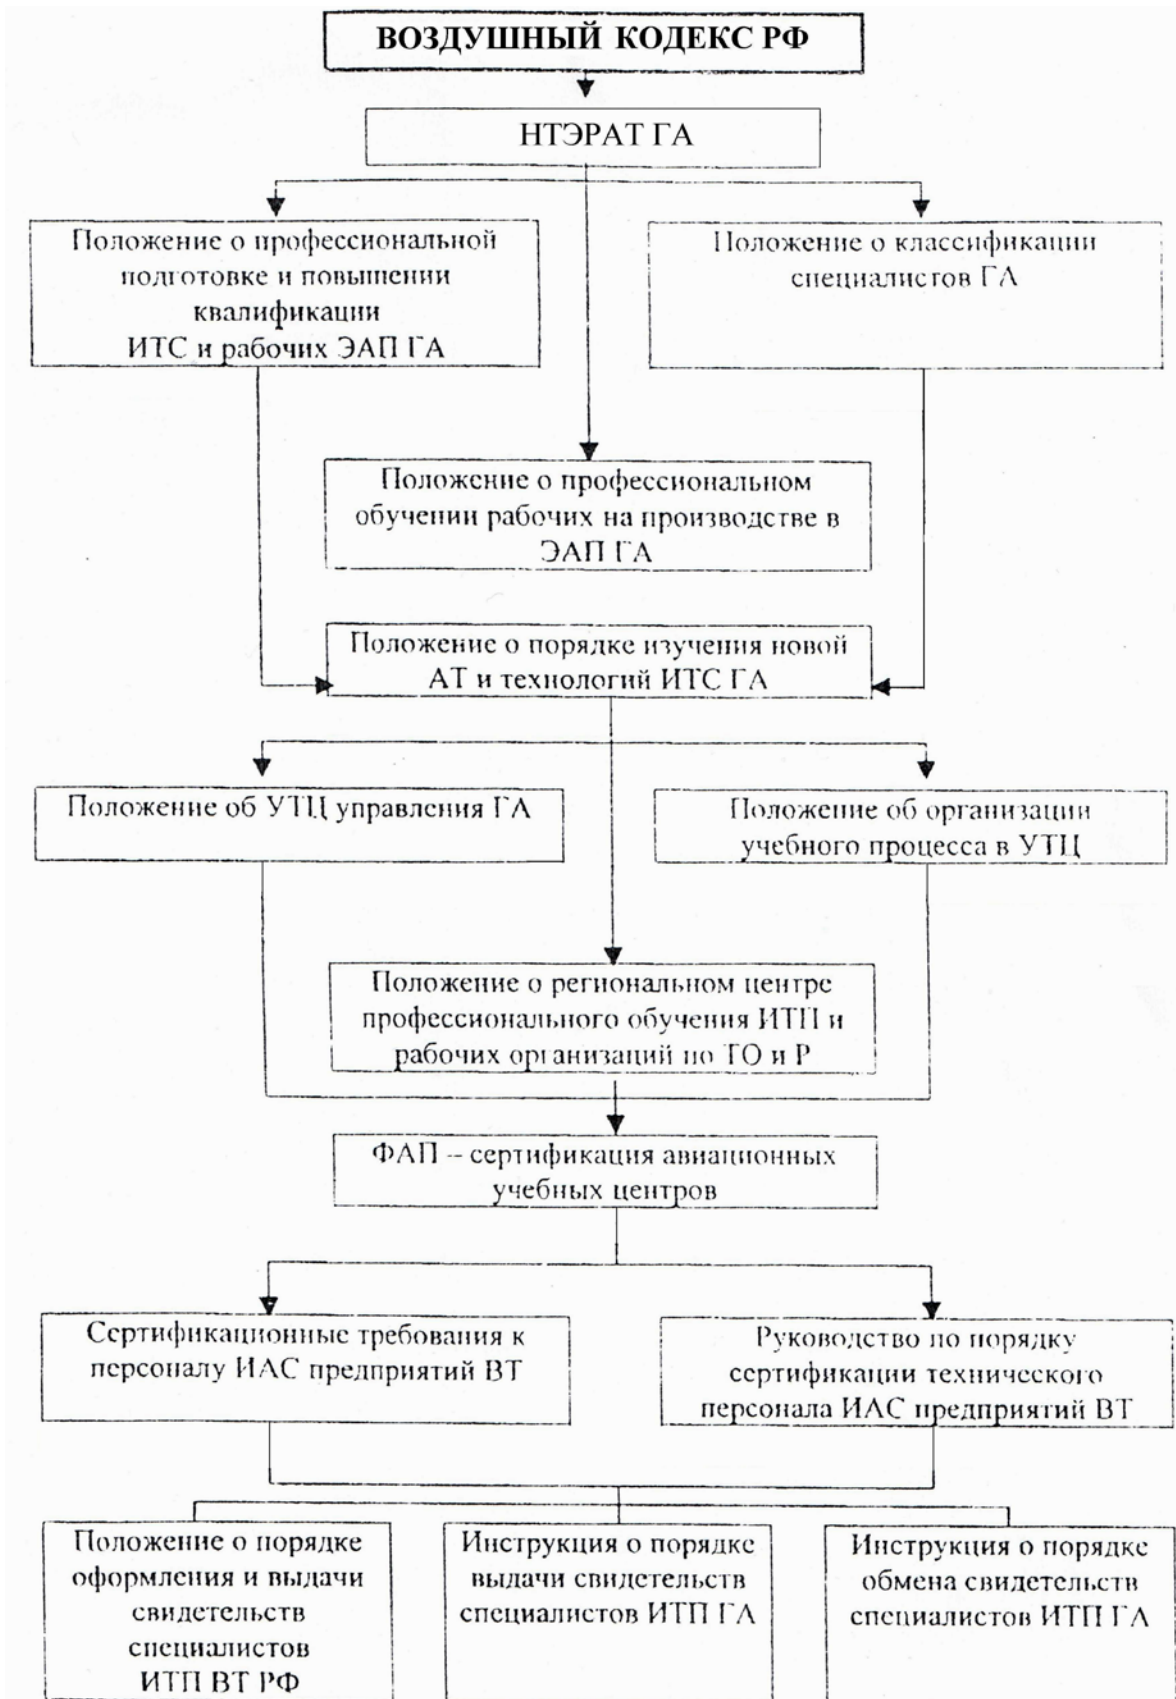 ВОЗДУШНЫЙ КОДЕКС РФ
НТЭРАТ ГА
Положение о профессиональной
подготовке и повышении
квалификации
ИТС и рабочих ЭАП ГА
Положение о классификации
специалистов ГА
Положение о профессиональном
обучении рабочих на производстве в
ЭАП ГА
Положение о порядке изучения новой
АТ и технологий ИТС ГА
Положение об УТЦ управления ГА
Положение об организации
учебного процесса в УТЦ
Положение о региональном центре
профессионального обучения ИТП и
рабочих организаций по ТО и Р
ФАП – сертификация авиационных
учебных центров
Сертификационные требования к
персоналу ИАС предприятий ВТ
Руководство по порядку
сертификации технического
персонала ИАС предприятий ВТ
Положение о порядке
оформления и выдачи
свидетельств
специалистов
ИТП ВТ РФ
Инструкция о порядке
выдачи свидетельств
специалистов ИТП ГА
Инструкция о порядке
обмена свидетельств
специалистов ИТП ГА